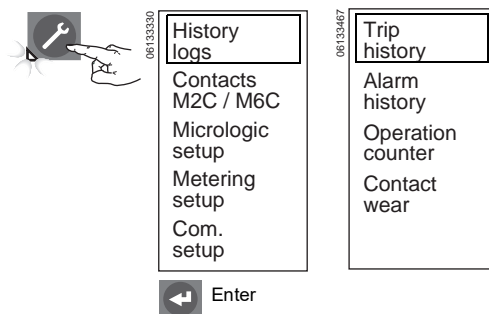 06133330
History
logs
Contacts
M2C / M6C
Micrologic
setup
Metering
setup
Com.
setup
Enter
06133467
Trip
history
Alarm
history
Operation
counter
Contact
wear